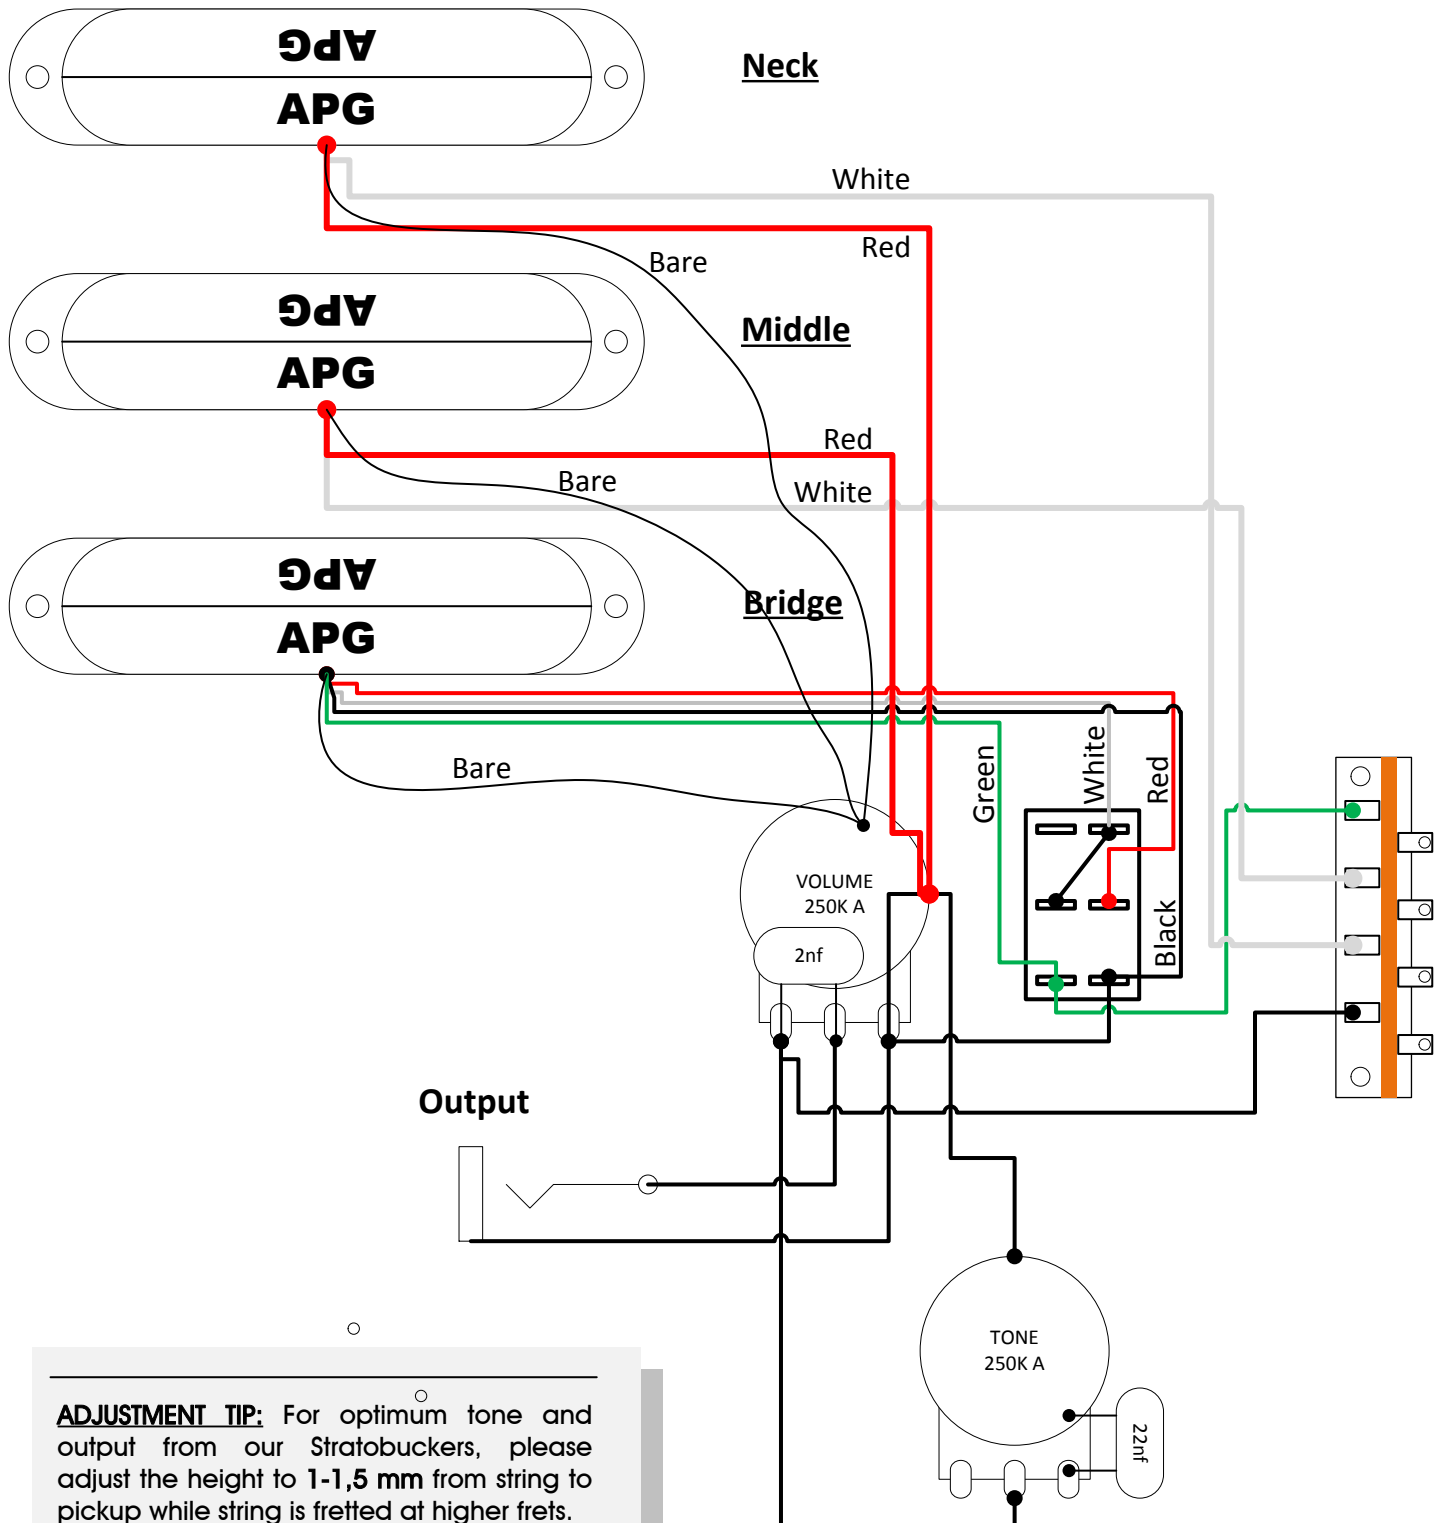 APG
APG
Neck
White
Red
Bare
APG
APG
Middle
Red
Bare
White
APG
APG
Bridge
Bare
Green
White
Red
Black
VOLUME
250K A
2nf
Output
TONE
250K A
22nf
ADJUSTMENT TIP: For optimum tone and
output from our Stratobuckers, please
adjust the height to 1-1,5 mm from string to
pickup while string is fretted at higher frets.